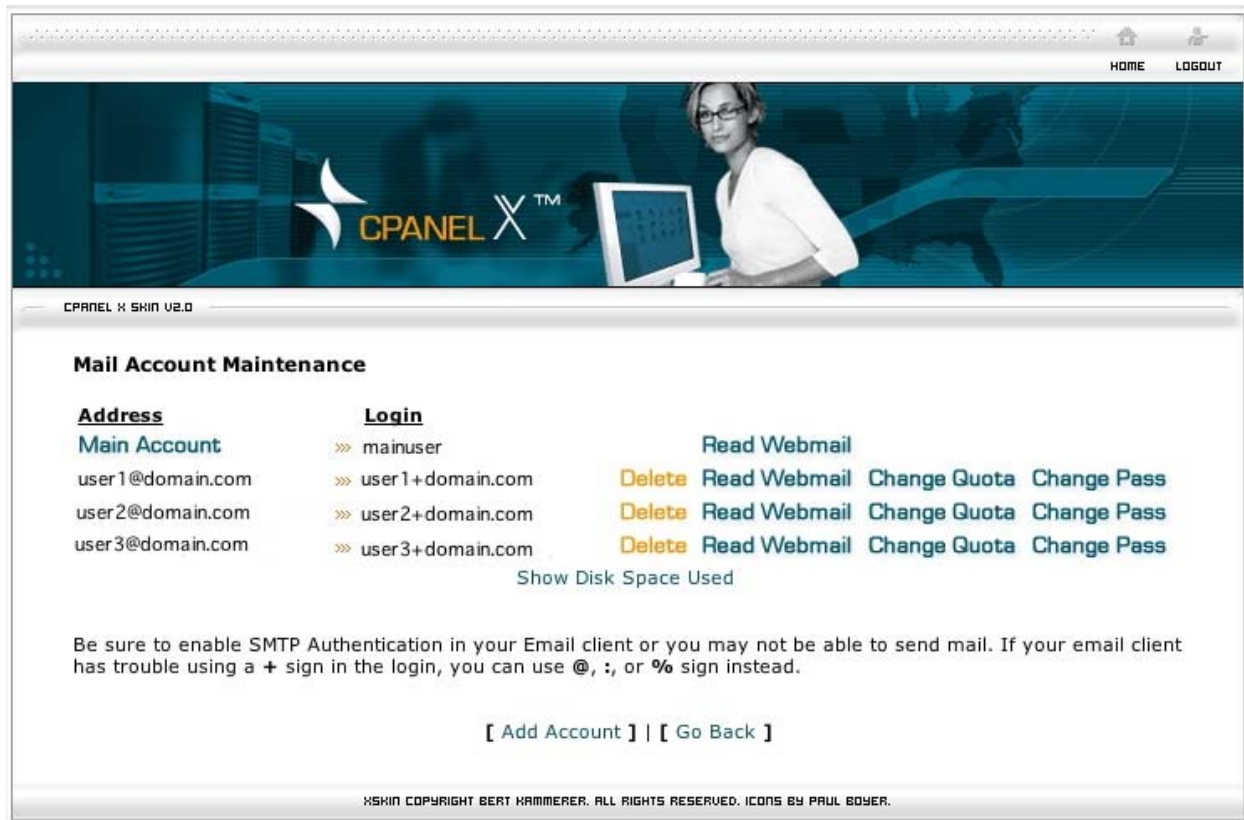 HOME LOGOUT
CPANEL X ™
CPANEL X SKIN V2.0
Mail Account Maintenance
Address Login
Main Account »» mainuser Read Webmail
user1@domain.com »» user1+domain.com Delete Read Webmail Change Quota Change Pass
user2@domain.com »» user2+domain.com Delete Read Webmail Change Quota Change Pass
user3@domain.com »» user3+domain.com Delete Read Webmail Change Quota Change Pass
Show Disk Space Used
Be sure to enable SMTP Authentication in your Email client or you may not be able to send mail. If your email client
has trouble using a + sign in the login, you can use @, :, or % sign instead.
[ Add Account ] | [ Go Back ]
XSKIN COPYRIGHT BERT KAMMERER. ALL RIGHTS RESERVED. ICONS BY PAUL BOYER.